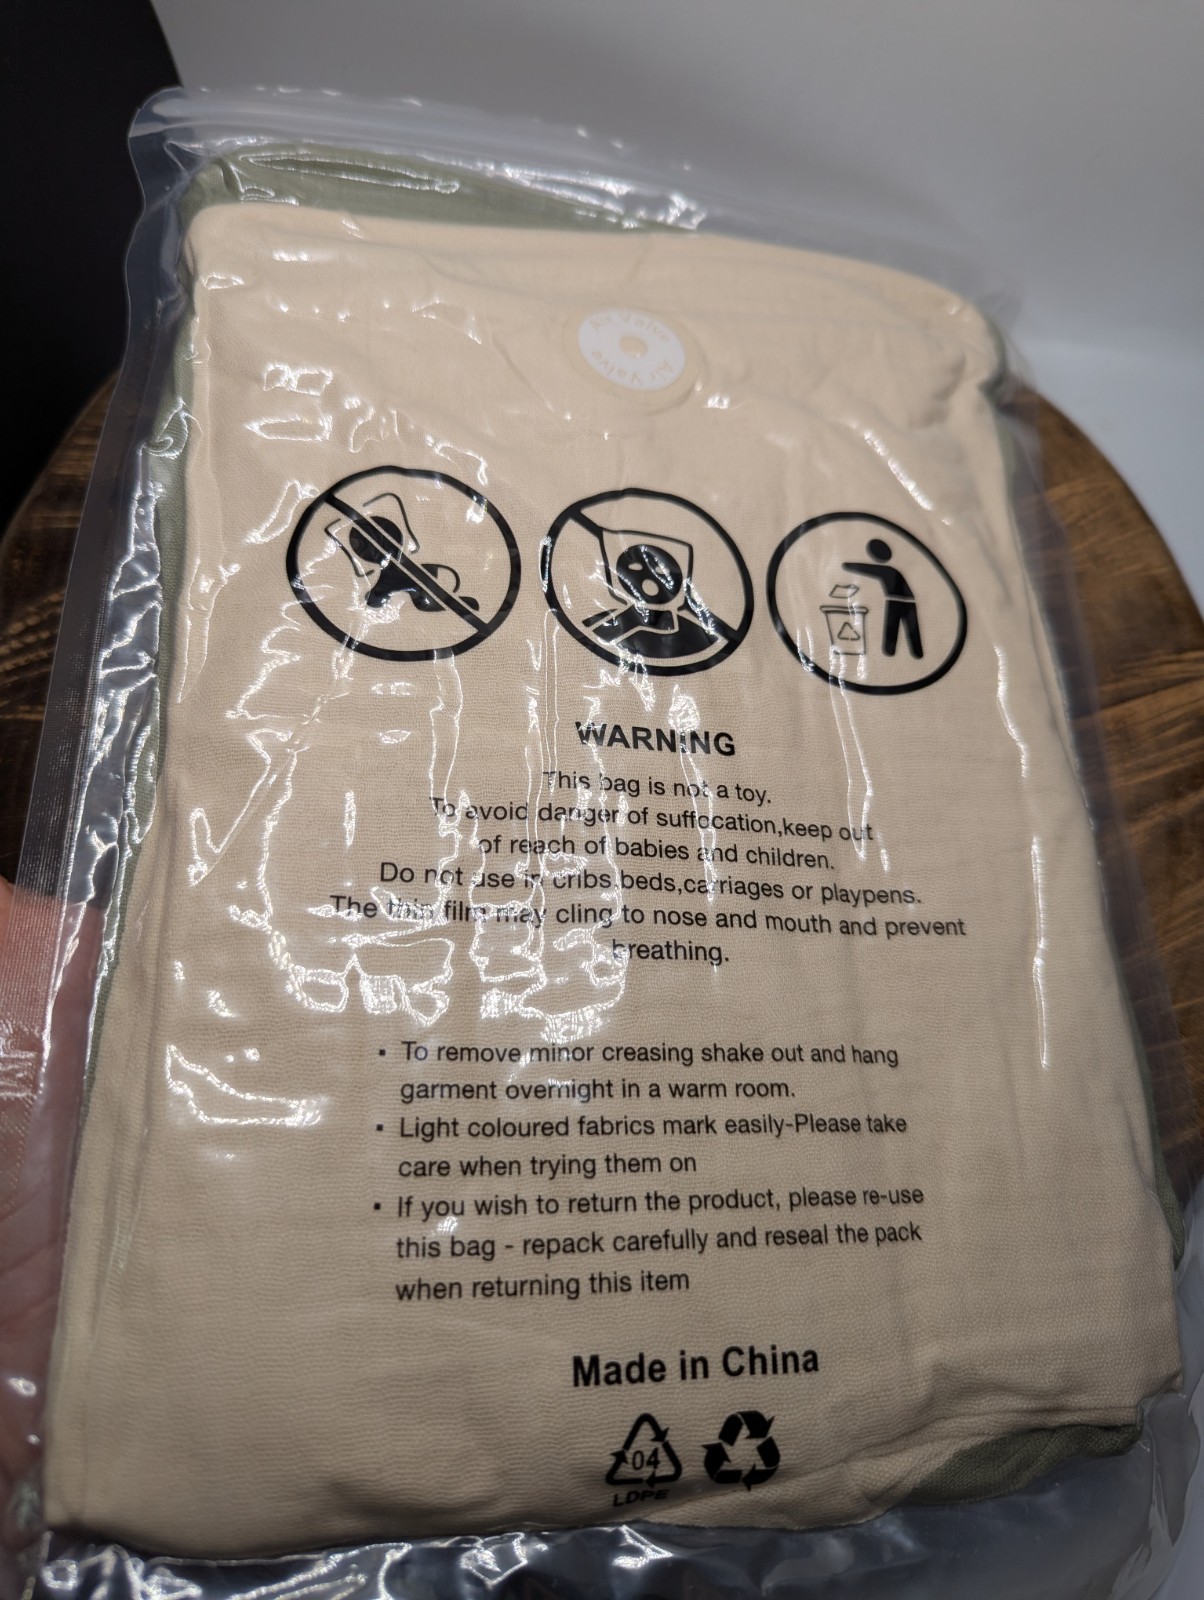 Air Valve
Air Valve
WARNING
This bag is not a toy.
To avoid danger of suffocation,keep out
of reach of babies and children.
Do not use in cribs,beds,carriages or playpens.
The thin film may cling to nose and mouth and prevent
breathing.
▪ To remove minor creasing shake out and hang
garment overnight in a warm room.
▪ Light coloured fabrics mark easily-Please take
care when trying them on
▪ If you wish to return the product, please re-use
this bag - repack carefully and reseal the pack
when returning this item
Made in China
04
LDPE